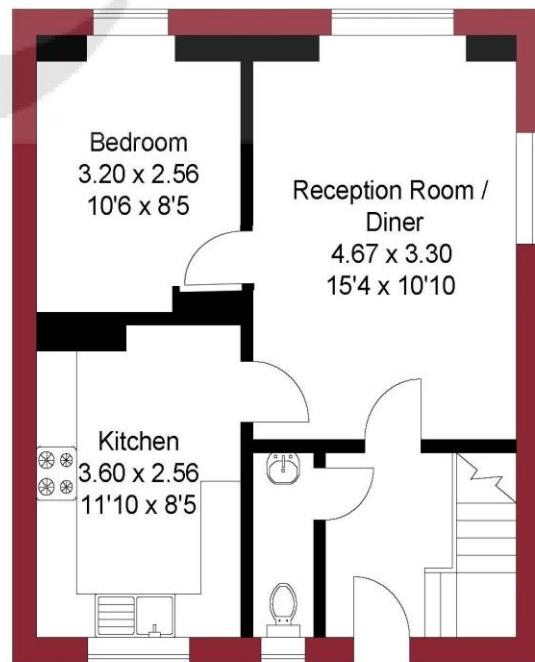 Bedroom
3.20 x 2.56
10'6 x 8'5
Reception Room /
Diner
4.67 x 3.30
15'4 x 10'10
Kitchen
3.60 x 2.56
11'10 x 8'5